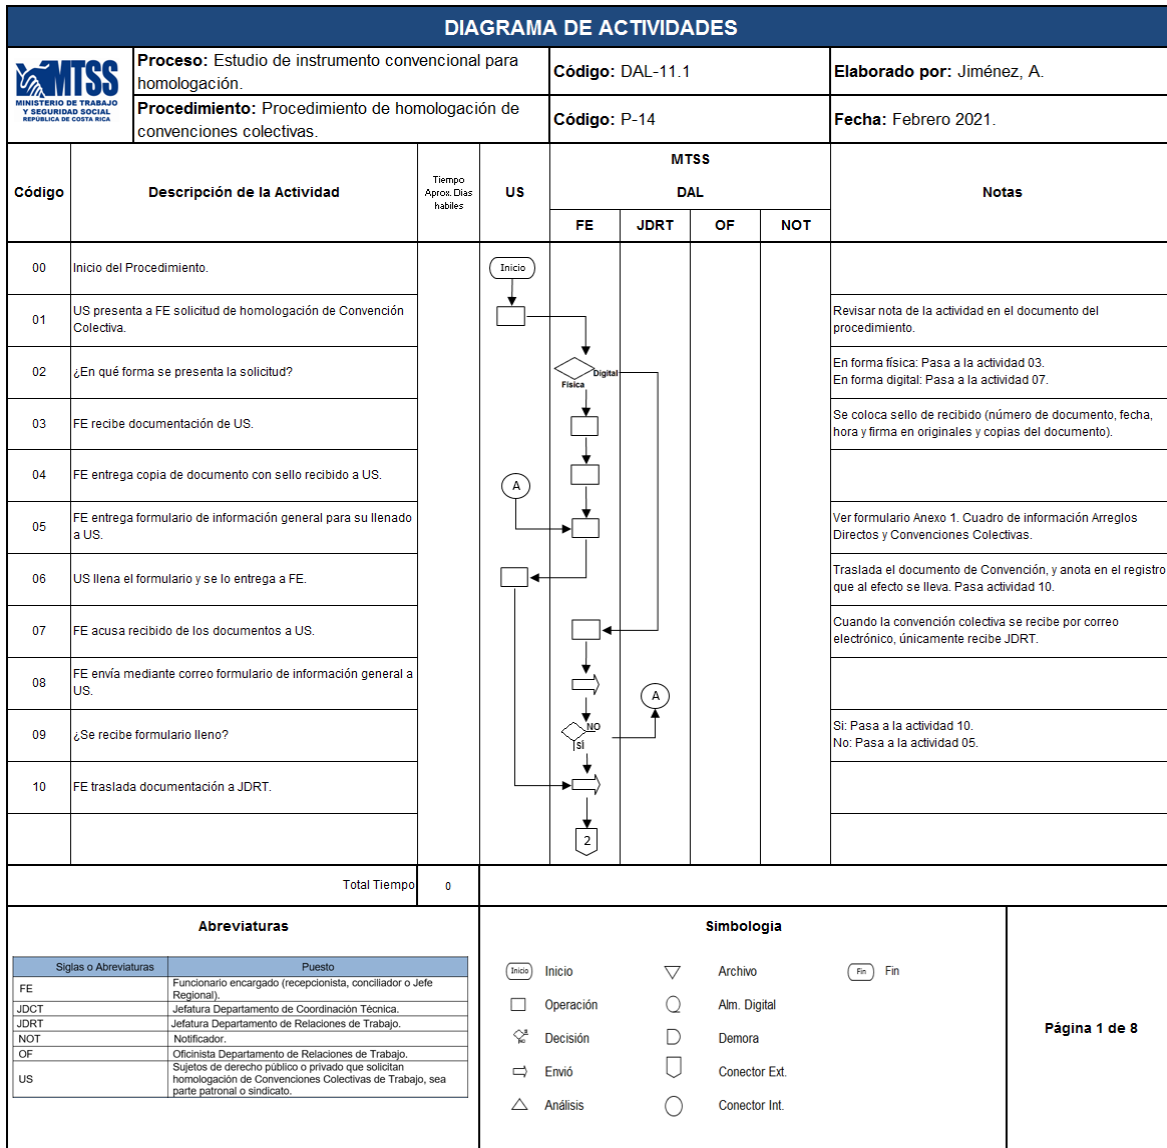 DIAGRAMA DE ACTIVIDADES
MTSS
MINISTERIO DE TRABAJO
Y SEGURIDAD SOCIAL
REPÚBLICA DE COSTA RICA
Proceso: Estudio de instrumento convencional para
homologación.
Código: DAL-11.1
Elaborado por: Jiménez, A.
Procedimiento: Procedimiento de homologación de
convenciones colectivas.
Código: P-14
Fecha: Febrero 2021.
Código
Descripción de la Actividad
Tiempo
Aprox. Dias
habiles
US
MTSS
DAL
FE
JDRT
OF
NOT
Notas
00
Inicio del Procedimiento.
Inicio
01
US presenta a FE solicitud de homologación de Convención
Colectiva.
Revisar nota de la actividad en el documento del
procedimiento.
02
¿En qué forma se presenta la solicitud?
Digital
Física
En forma física: Pasa a la actividad 03.
En forma digital: Pasa a la actividad 07.
03
FE recibe documentación de US.
Se coloca sello de recibido (número de documento, fecha,
hora y firma en originales y copias del documento).
04
FE entrega copia de documento con sello recibido a US.
A
05
FE entrega formulario de información general para su llenado
a US.
Ver formulario Anexo 1. Cuadro de información Arreglos
Directos y Convenciones Colectivas.
06
US llena el formulario y se lo entrega a FE.
Traslada el documento de Convención, y anota en el registro
que al efecto se lleva. Pasa actividad 10.
07
FE acusa recibido de los documentos a US.
Cuando la convención colectiva se recibe por correo
electrónico, únicamente recibe JDRT.
08
FE envía mediante correo formulario de información general a
US.
A
09
¿Se recibe formulario lleno?
NO
si
Si: Pasa a la actividad 10.
No: Pasa a la actividad 05.
10
FE traslada documentación a JDRT.
2
Total Tiempo
0
Abreviaturas
Siglas o Abreviaturas
Puesto
FE
Funcionario encargado (recepcionista, conciliador o Jefe
Regional).
JDCT
Jefatura Departamento de Coordinación Técnica.
JDRT
Jefatura Departamento de Relaciones de Trabajo.
NOT
Notificador.
OF
Oficinista Departamento de Relaciones de Trabajo.
US
Sujetos de derecho público o privado que solicitan
homologación de Convenciones Colectivas de Trabajo, sea
parte patronal o sindicato.
Simbologia
Inicio
Inicio
Archivo
Fin
Fin
Operación
Alm. Digital
Decisión
Demora
Envió
Conector Ext.
Análisis
Conector Int.
Página 1 de 8